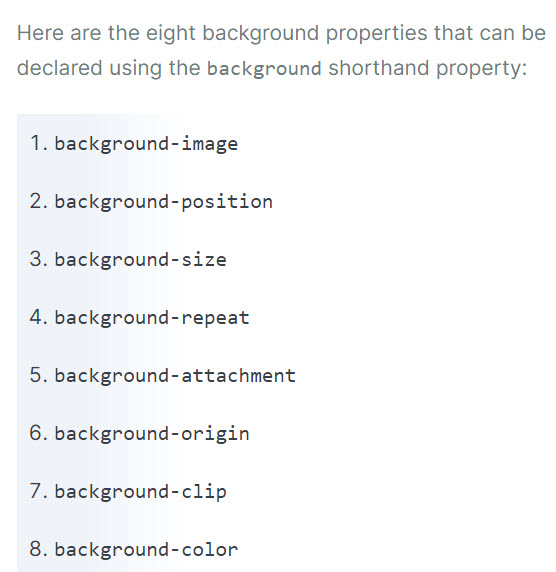 Here are the eight background properties that can be
declared using the background shorthand property:
1. background-image
2. background-position
3. background-size
4. background-repeat
5. background-attachment
6. background-origin
7. background-clip
8. background-color